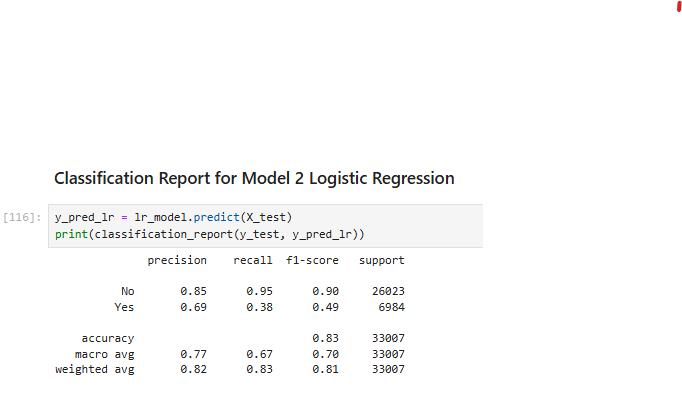 Classification Report for Model 2 Logistic Regression
[116]: y_pred_lr = lr_model.predict(X_test)
print(classification_report(y_test, y_pred_lr))
precision recall f1-score support
No 0.85 0.95 0.90 26023
Yes 0.69 0.38 0.49 6984
accuracy 0.83 33007
macro avg 0.77 0.67 0.70 33007
weighted avg 0.82 0.83 0.81 33007